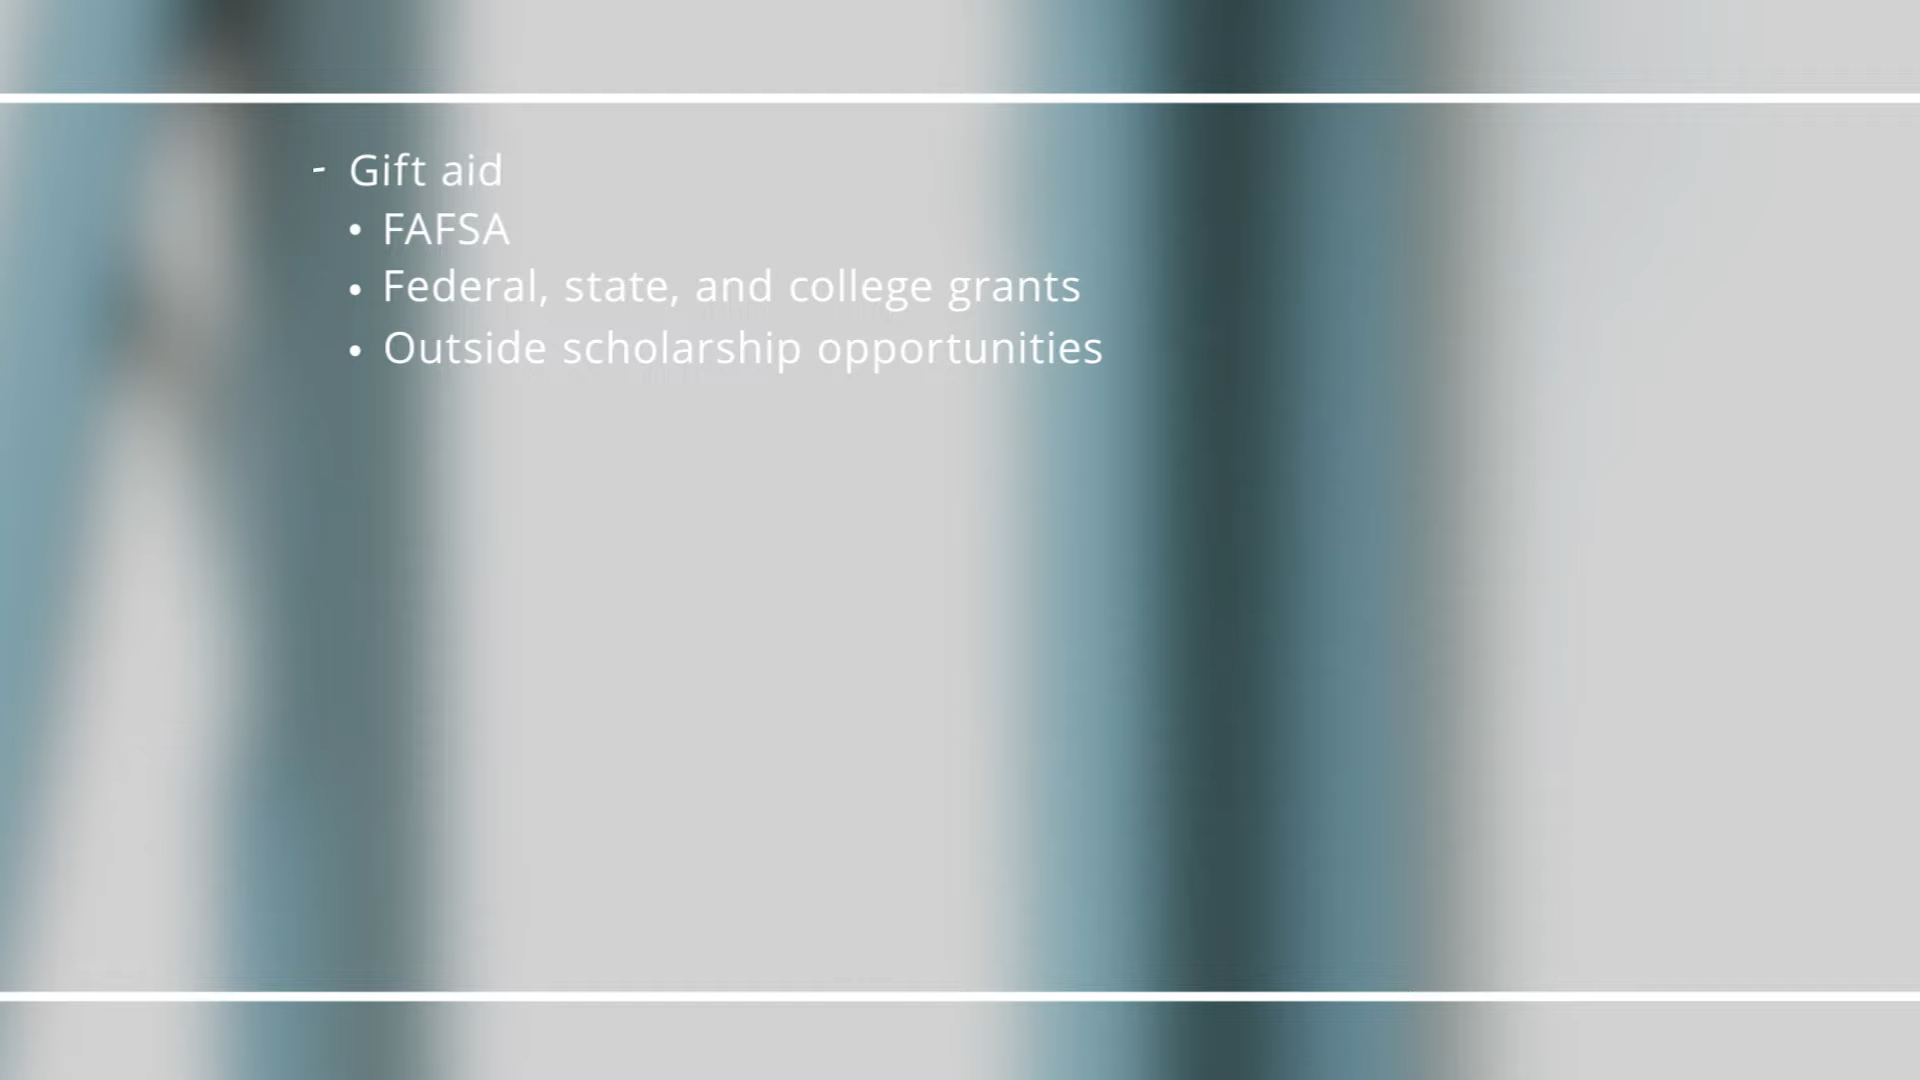 - Gift aid
• FAFSA
• Federal, state, and college grants
• Outside scholarship opportunities